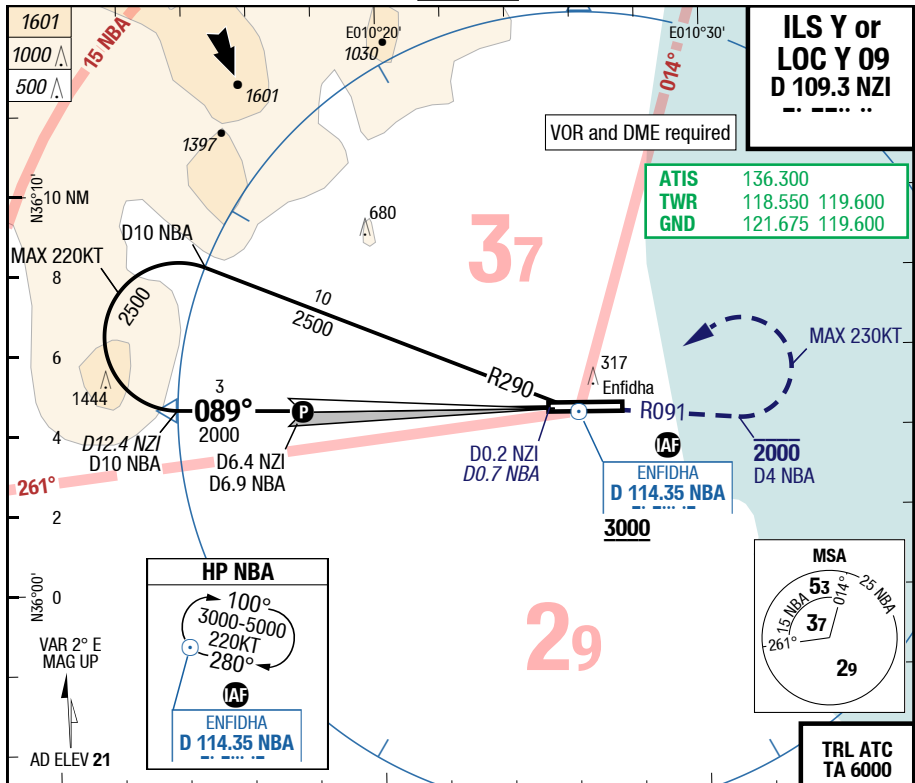 1601
1000
500
15 NBA
1601
1397
E010°20'
1030
E010°30'
014°
ILS Y or
LOC Y 09
D 109.3 NZI
VOR and DME required
ATIS 136.300
TWR 118.550 119.600
GND 121.675 119.600
N36°10'
10 NM
680
37
D10 NBA
MAX 220KT
8
2500
10
2500
MAX 230KT
6
1444
3
089°
2000
P
R290
317
Enfidha
R091
4
D12.4 NZI
D10 NBA
D6.4 NZI
D6.9 NBA
D0.2 NZI
D0.7 NBA
IAF
ENFIDHA
D 114.35 NBA
3000
2000
D4 NBA
261°
2
N36°00'
0
HP NBA
100°
3000-5000
220KT
280°
IAF
ENFIDHA
D 114.35 NBA
29
MSA
53
15 NBA
014°
25 NBA
37
261°
29
VAR 2° E
MAG UP
AD ELEV 21
TRL ATC
TA 6000